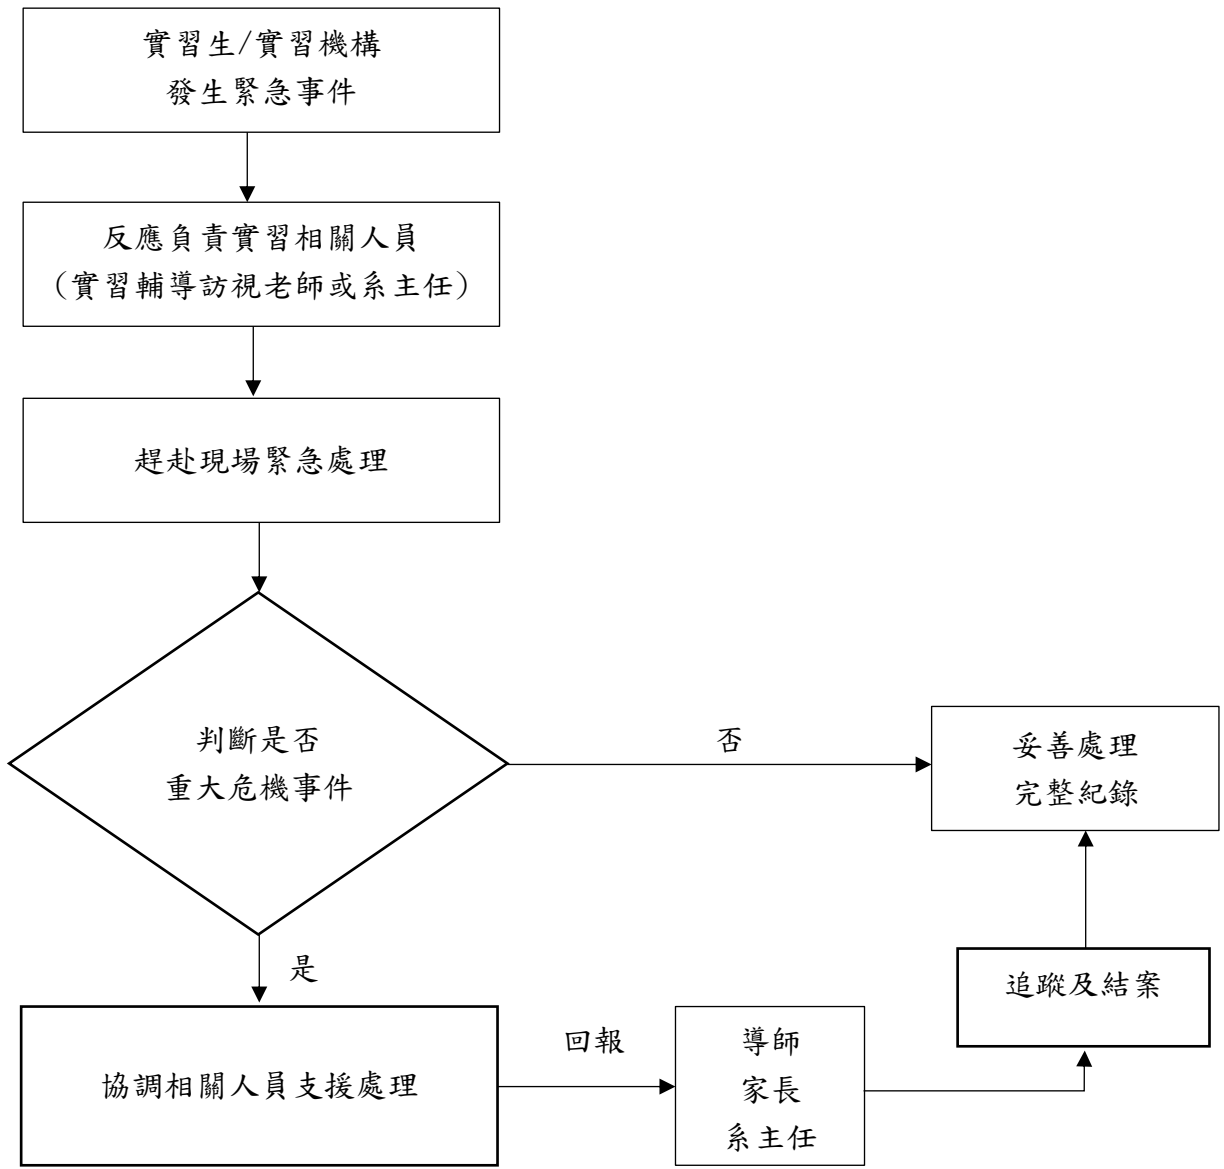 實習生/實習機構
發生緊急事件
反應負責實習相關人員
(實習輔導訪視老師或系主任)
趕赴現場緊急處理
判斷是否
重大危機事件
否
妥善處理
完整紀錄
是
追蹤及結案
協調相關人員支援處理
回報
導師
家長
系主任